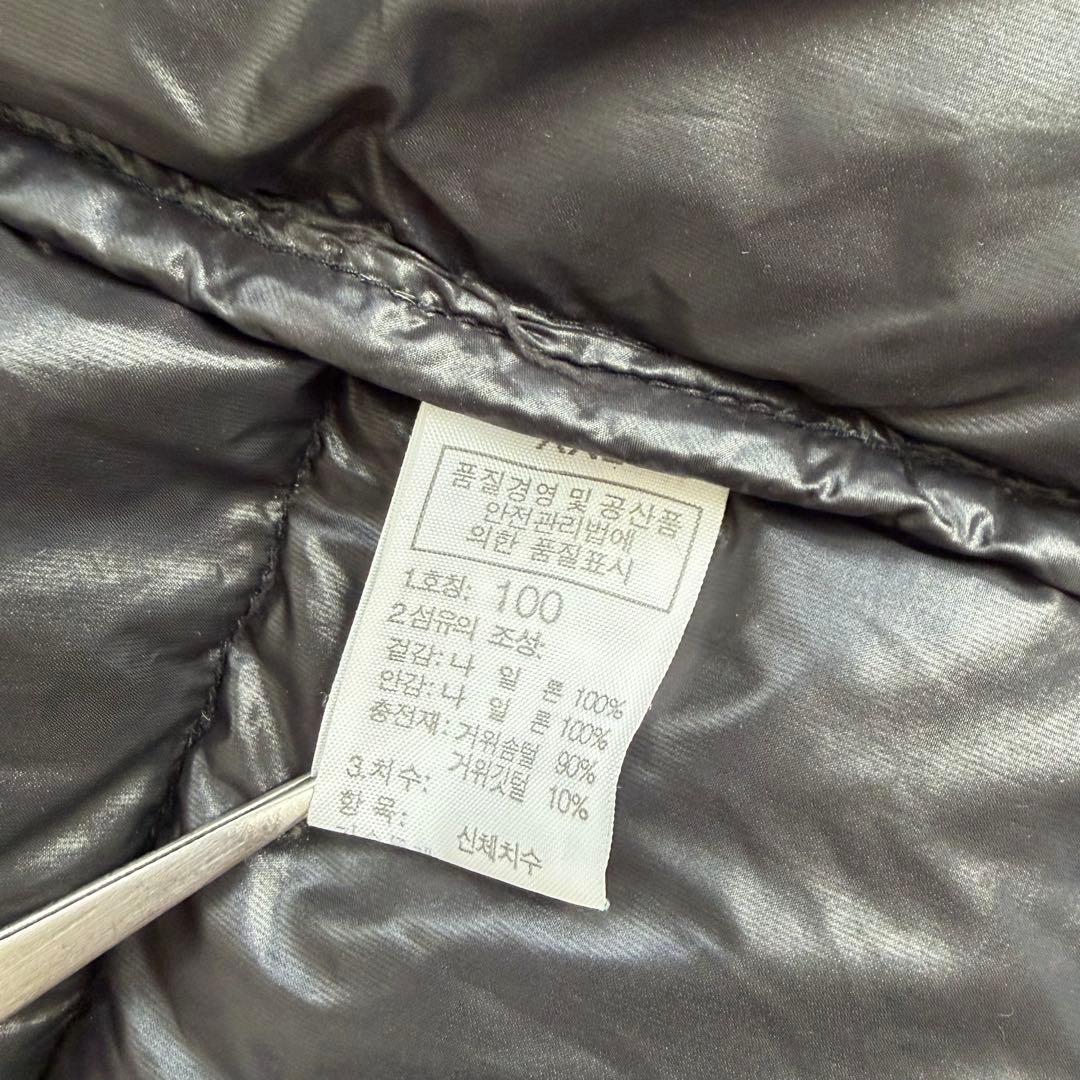 품질경영 및 공산품
안전관리법에
의한 품질표시
1.호칭: 100
2섬유의 조성:
겉감: 나 일 론 100%
안감: 나 일 론 100%
충전재: 거위솜털 90%
거위깃털 10%
3.치수:
항 목: 신체치수